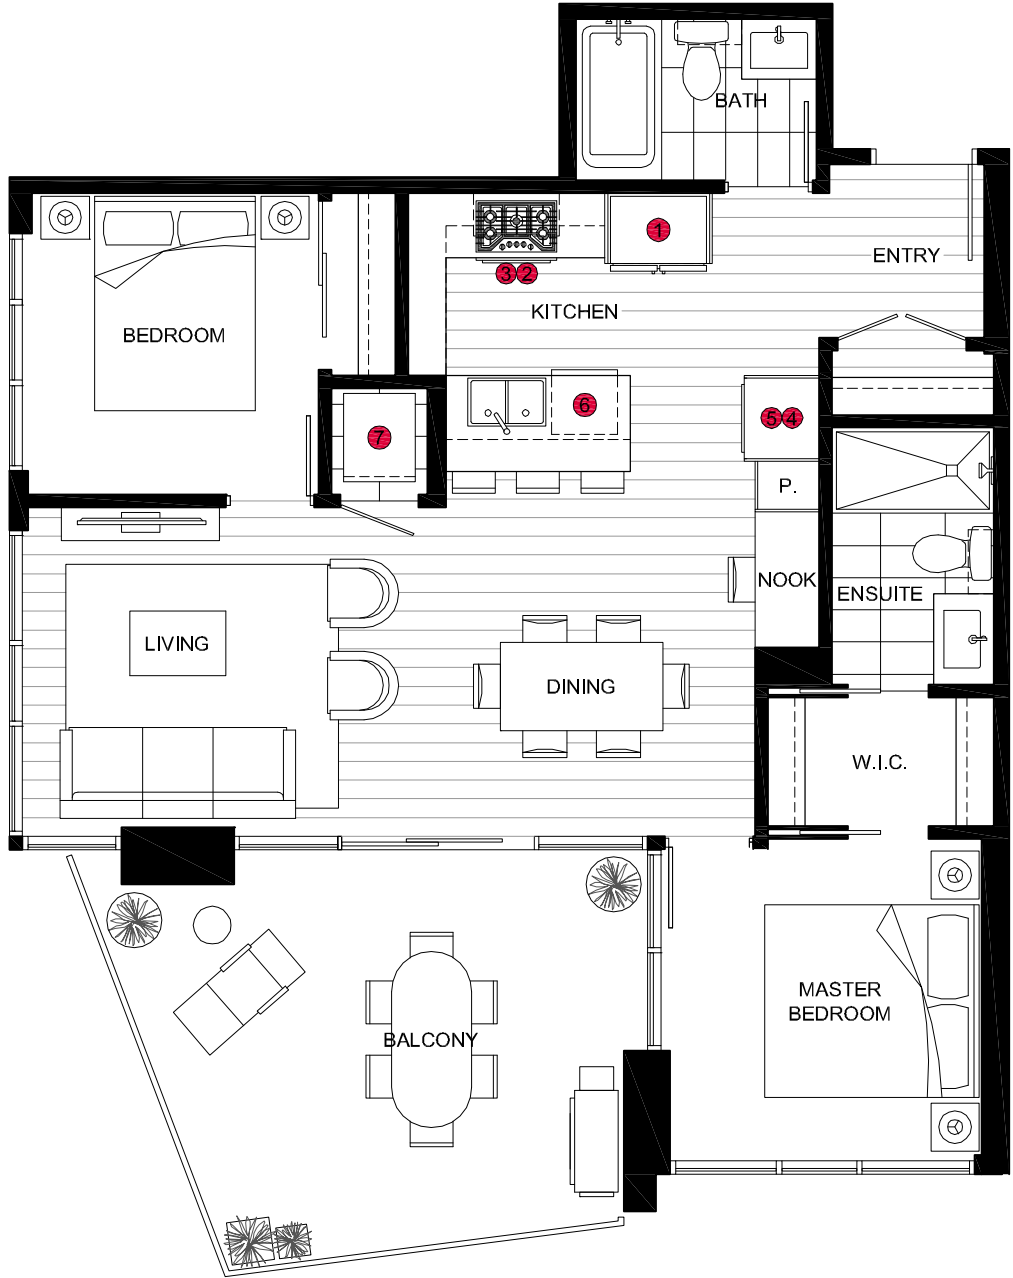 BATH
1
ENTRY
3 2
KITCHEN
BEDROOM
6
5 4
7
P.
NOOK
ENSUITE
LIVING
DINING
W.I.C.
MASTER
BEDROOM
BALCONY